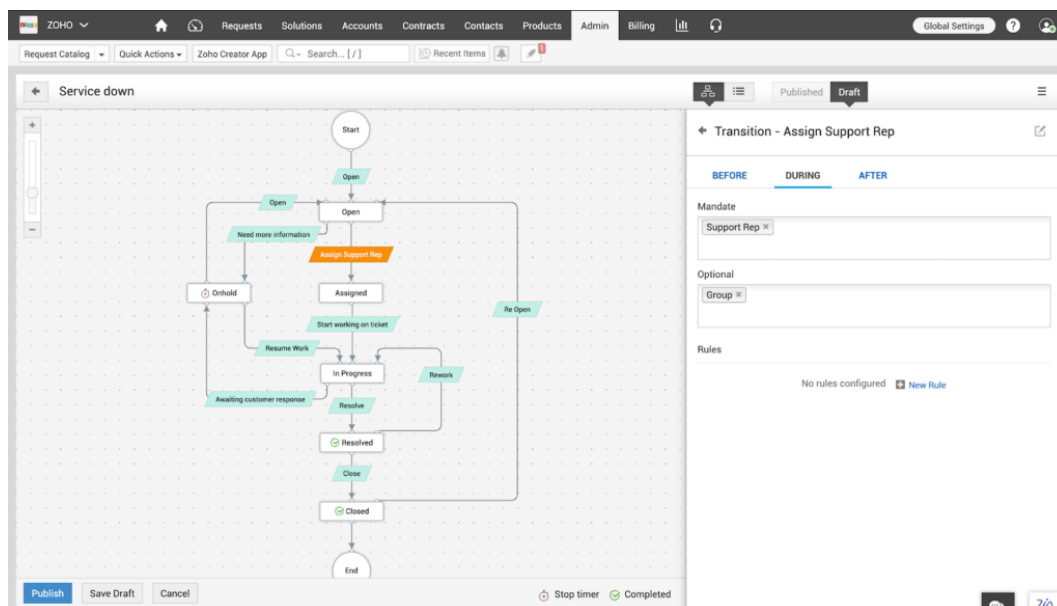 ZOHO
Requests
Solutions
Accounts
Contracts
Contacts
Products
Admin
Billing
Global Settings
?
Request Catalog
Quick Actions
Zoho Creator App
Search... [ / ]
Recent Items
1
Service down
Published
Draft
Start
Open
Open
Open
Need more information
Assign Support Rep
Onhold
Assigned
Re Open
Start working on ticket
Resume Work
In Progress
Rework
Awaiting customer response
Resolve
Resolved
Close
Closed
End
Transition - Assign Support Rep
BEFORE
DURING
AFTER
Mandate
Support Rep
Optional
Group
Rules
No rules configured
New Rule
Publish
Save Draft
Cancel
Stop timer
Completed